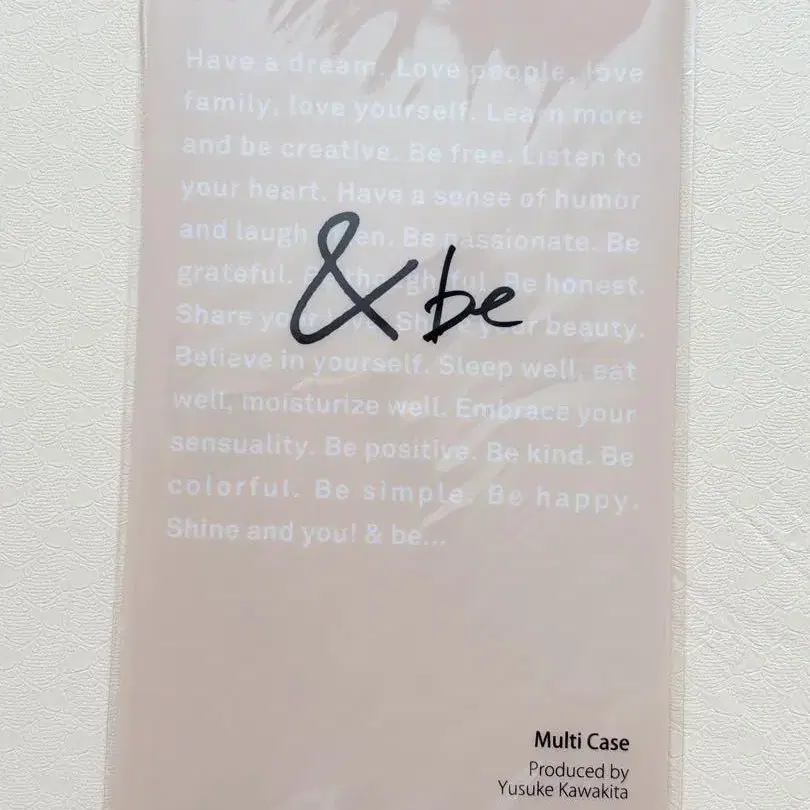 Have a dream. Love people, love
family, love yourself. Learn more
and be creative. Be free. Listen to
your heart. Have a sense of humor
and laugh often. Be passionate. Be
grateful. Be thoughtful. Be honest.
& be
Share your love. Share your beauty.
Believe in yourself. Sleep well, eat
well, moisturize well. Embrace your
sensuality. Be positive. Be kind. Be
colorful. Be simple. Be happy.
Shine and you! & be...
Multi Case
Produced by
Yusuke Kawakita